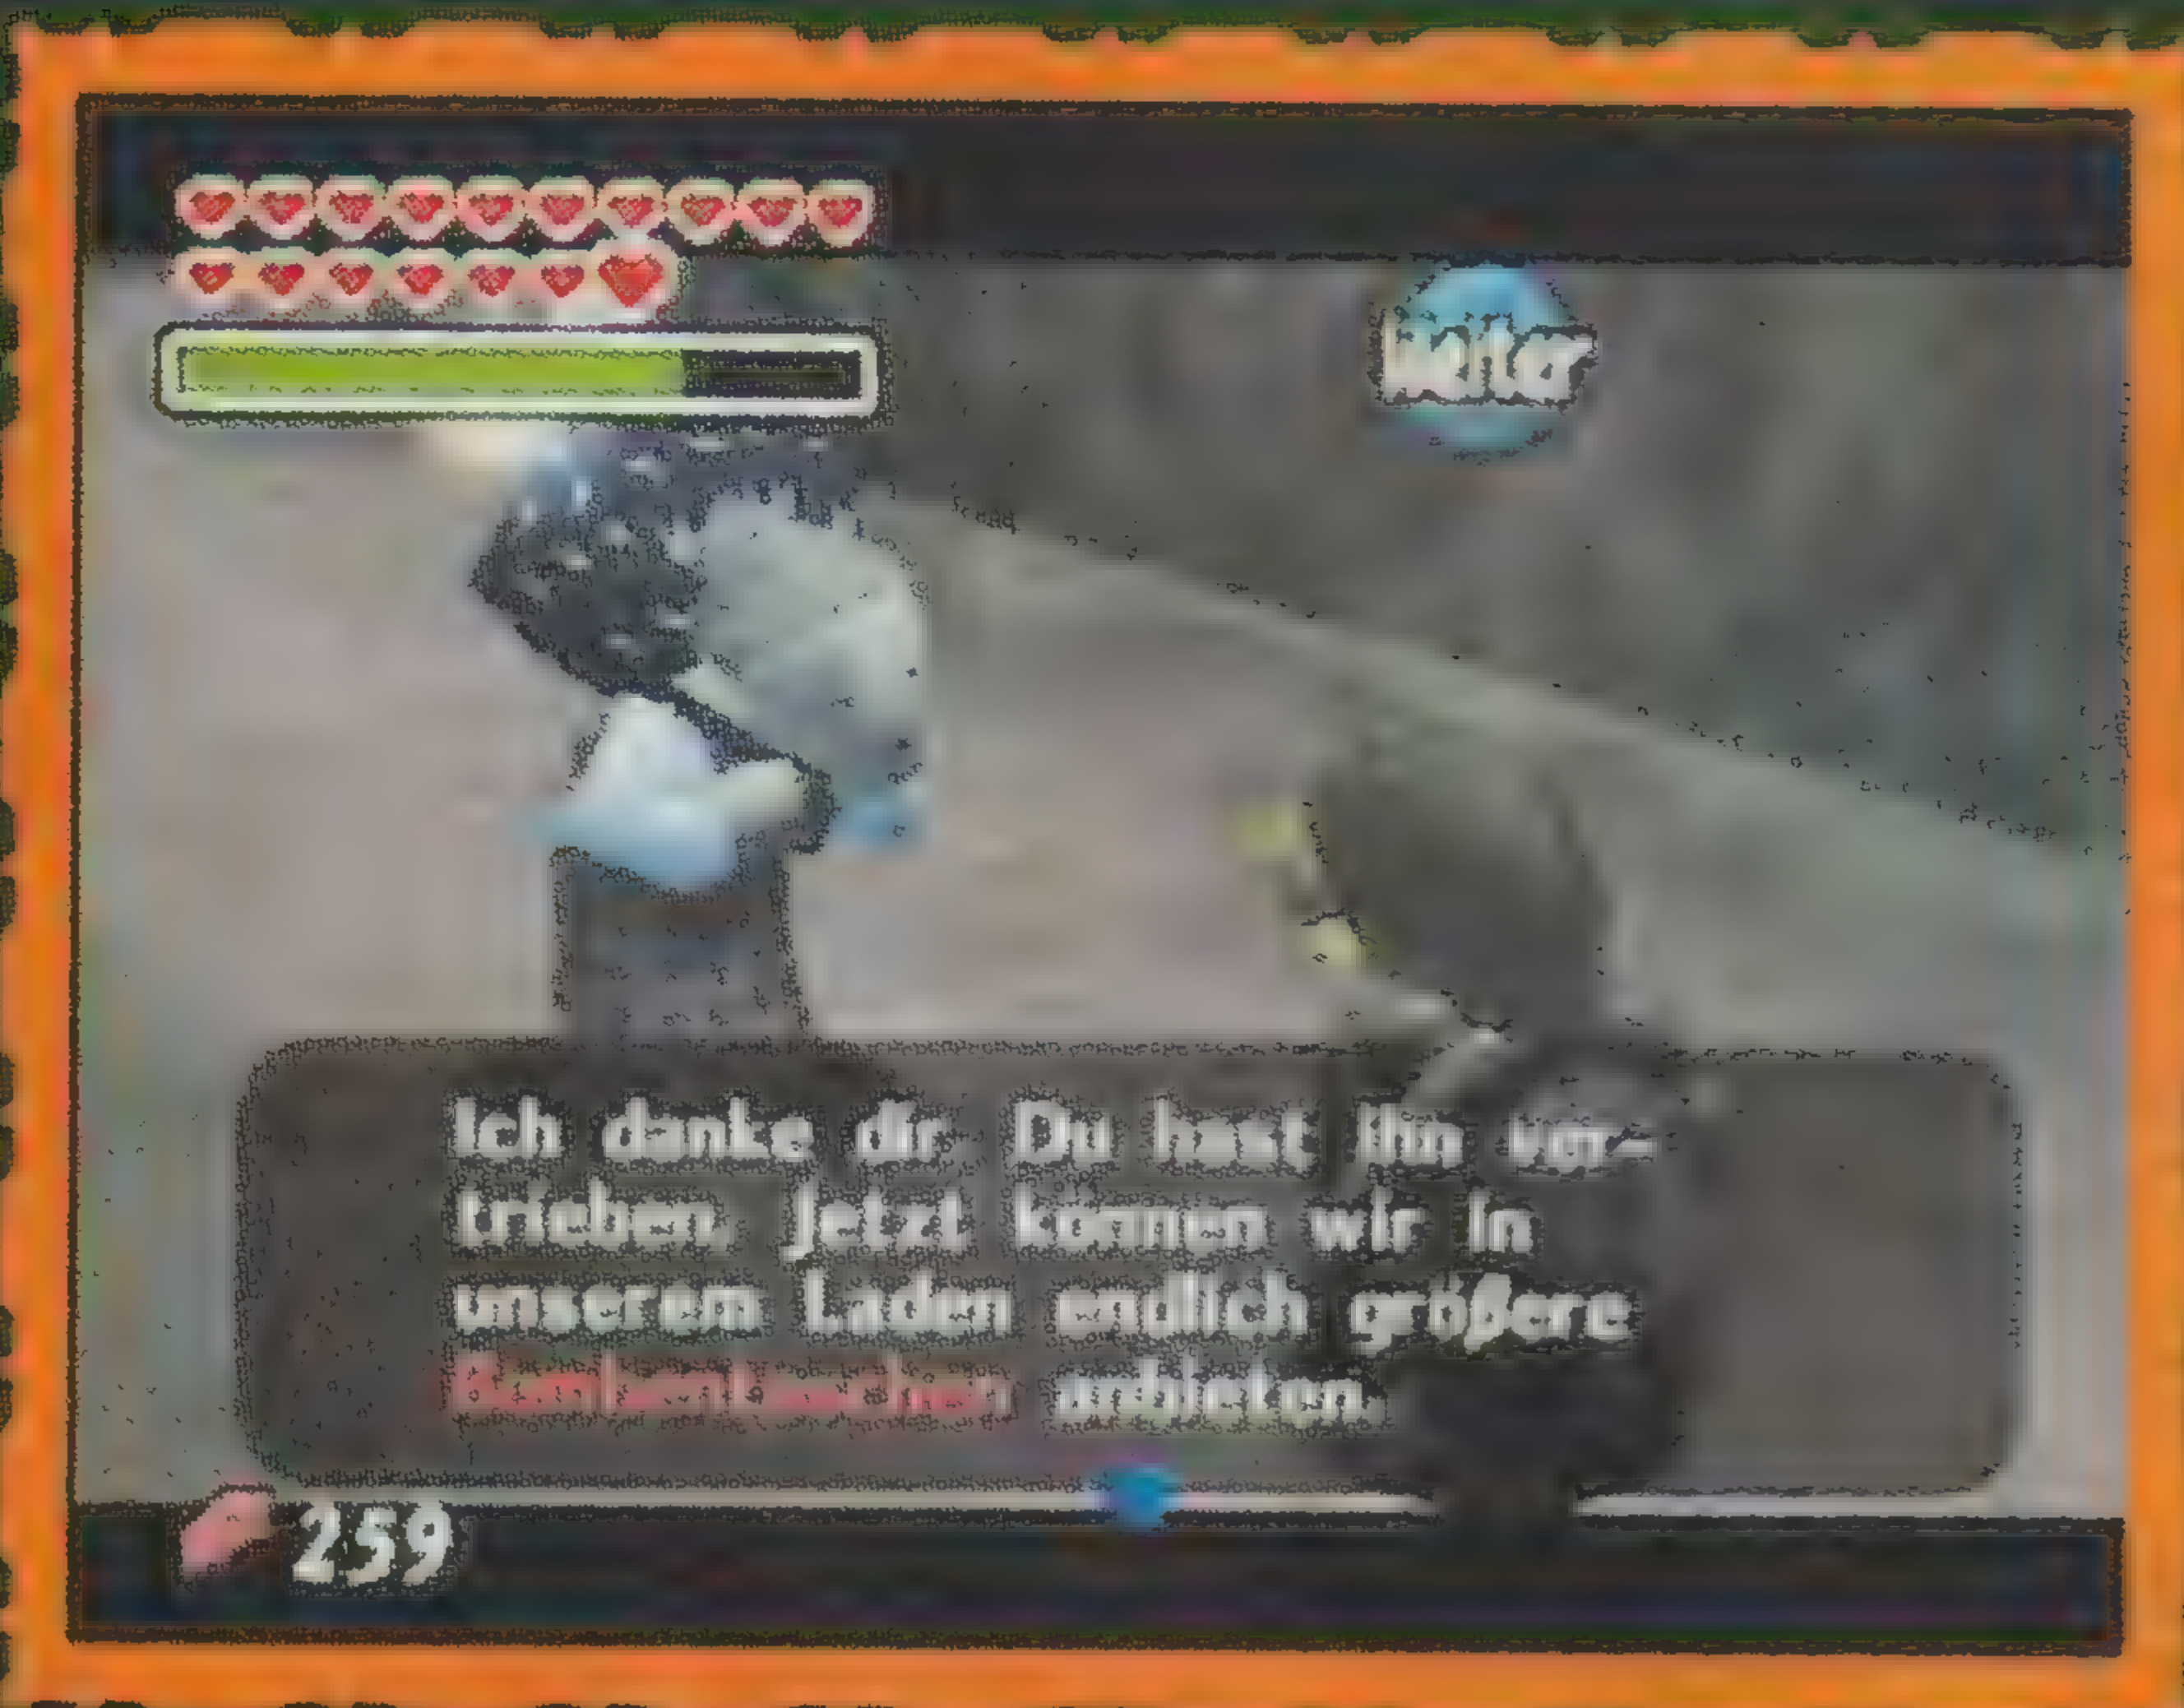 weiter
Ich danke dir. Du hast ihn ver-
trieben. Jetzt können wir in
unserem Laden endlich größere
anbieten.
259